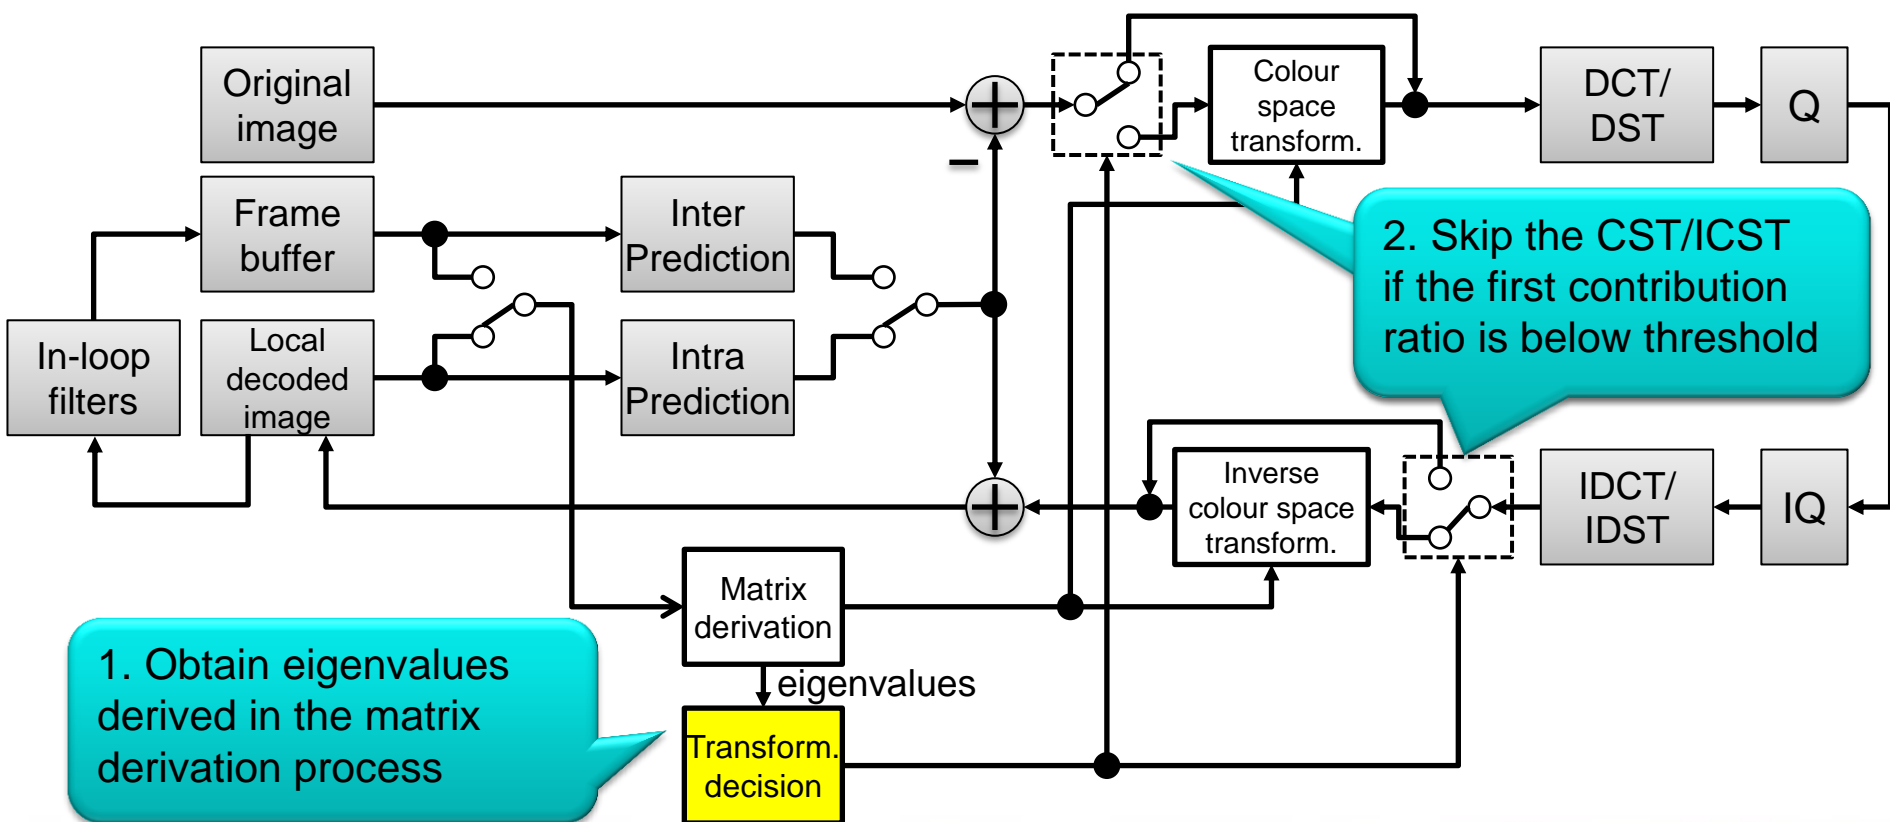 Original
image
Colour
space
transform.
DCT/
DST
Q
−
Frame
buffer
Inter
Prediction
2. Skip the CST/ICST
if the first contribution
ratio is below threshold
In-loop
filters
Local
decoded
image
Intra
Prediction
Inverse
colour space
transform.
IDCT/
IDST
IQ
Matrix
derivation
1. Obtain eigenvalues
derived in the matrix
derivation process
eigenvalues
Transform.
decision